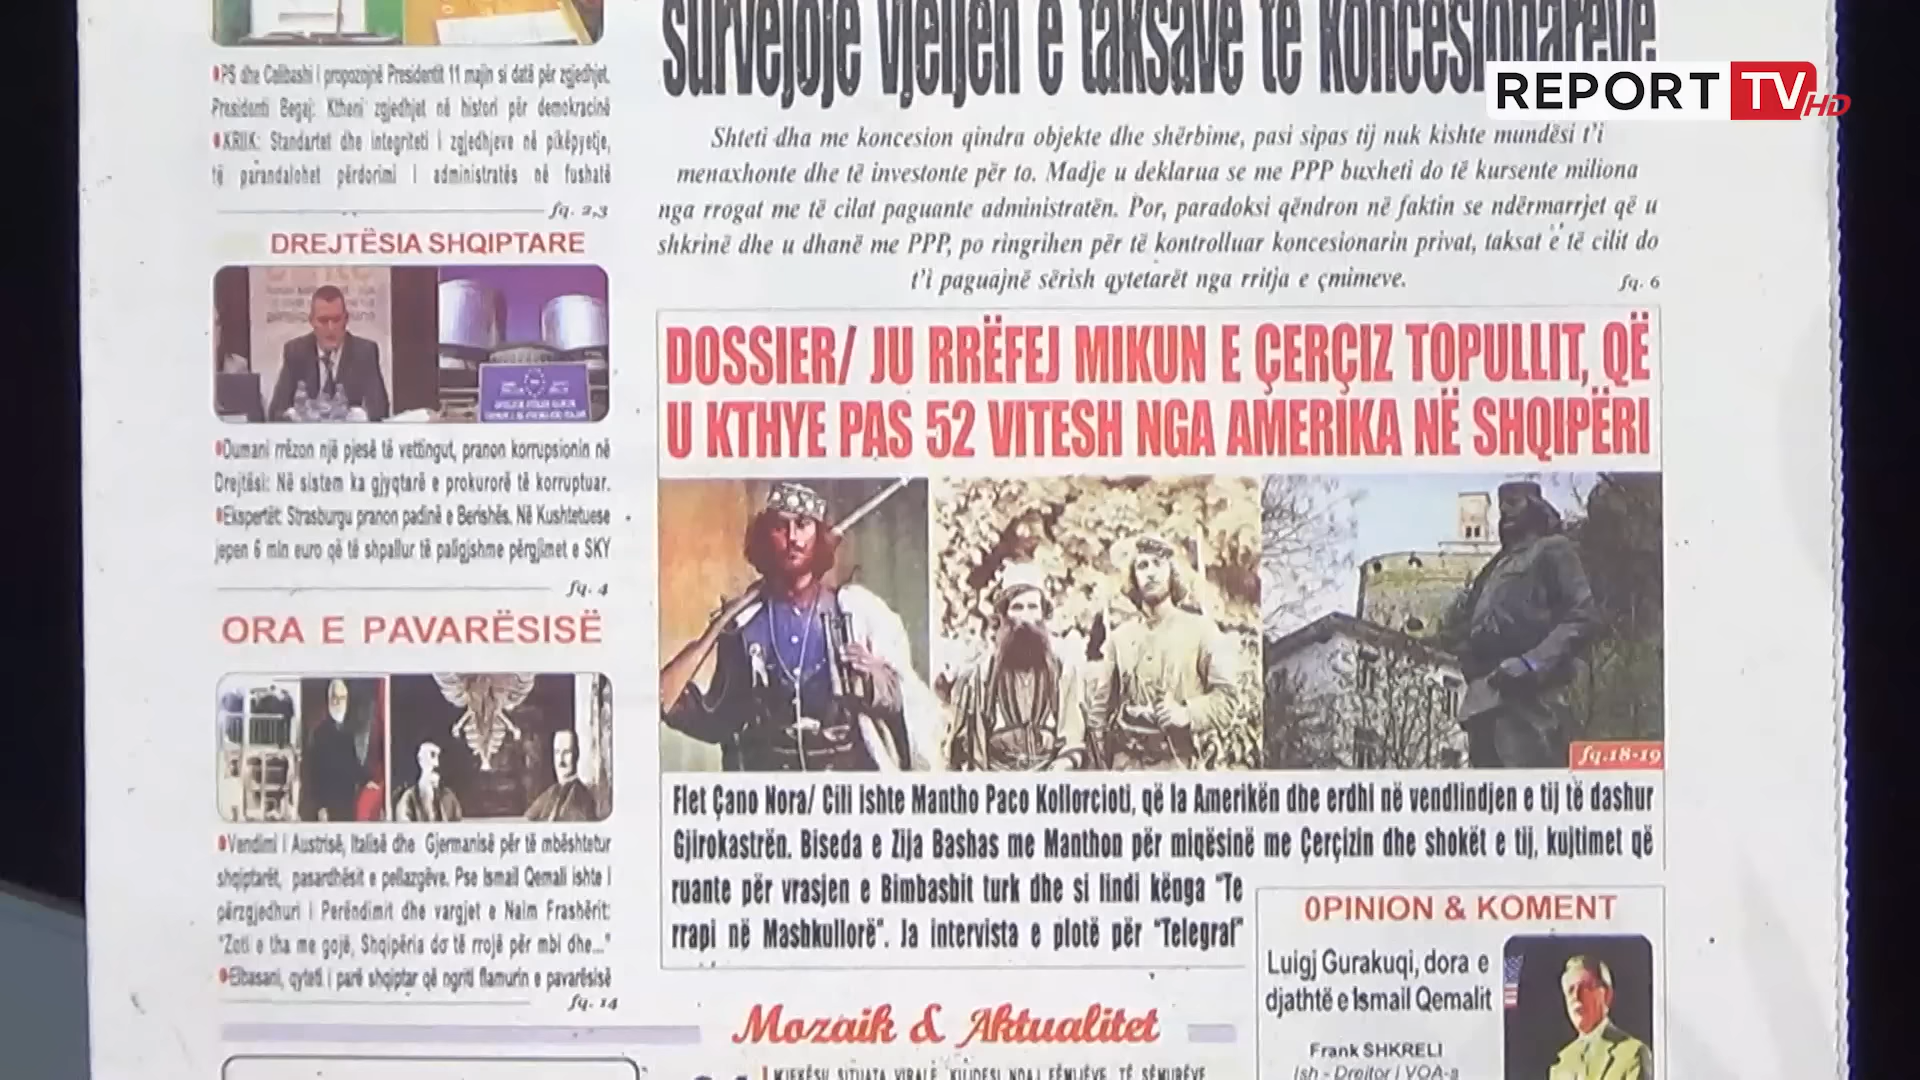 survejojë vjeljen e taksave të koncesionarëve
REPORT TV HD
Shteti dha me koncesion qindra objekte dhe shërbime, pasi sipas tij nuk kishte mundësi t'i
menaxhonte dhe të investonte për to. Madje u deklarua se me PPP buxheti do të kursente miliona
nga rrogat me të cilat paguante administratën. Por, paradoksi qëndron në faktin se ndërmarrjet që u
shkrinë dhe u dhanë me PPP, po ringrihen për të kontrolluar koncesionarin privat, taksat e të cilit do
t'i paguajnë sërish qytetarët nga rritja e çmimeve.
fq. 6
PS dhe Celibashi i propozojnë Presidentit 11 majin si datë për zgjedhjet.
Presidenti Begaj: Ktheni zgjedhjet në histori për demokracinë
KRIIK: Standartet dhe integriteti i zgjedhjeve në pikëpyetje,
të parandalohet përdorimi i administratës në fushatë
fq. 2,3
DREJTËSIA SHQIPTARE
Dumani rrëzon një pjesë të vettingut, pranon korrupsionin në
Drejtësi: Në sistem ka gjyqtarë e prokurorë të korruptuar.
Ekspertët: Strasburgu pranon padinë e Berishës. Në Kushtetuese
jepen 6 mln euro që të shpallur të paligjshme përgjimet e SKY
fq. 4
ORA E PAVARËSISË
Vendimi i Austrisë, Italisë dhe Gjermanisë për të mbështetur
shqiptarët, pasardhësit e pellazgëve. Pse Ismail Qemali ishte i
përzgjedhuri i Perëndimit dhe vargjet e Naim Frashërit:
"Zoti e tha me gojë, Shqipëria do të rrojë për mbi dhe..."
Elbasani, qyteti i parë shqiptar që ngriti flamurin e pavarësisë
fq. 14
DOSSIER/ JU RRËFEJ MIKUN E ÇERÇIZ TOPULLIT, QË
U KTHYE PAS 52 VITESH NGA AMERIKA NË SHQIPËRI
fq.18-19
Flet Çano Nora/ Cili ishte Mantho Paco Kollorcioti, që la Amerikën dhe erdhi në vendlindjen e tij të dashur
Gjirokastrën. Biseda e Zija Bashas me Manthon për miqësinë me Çerçizin dhe shokët e tij, kujtimet që
ruante për vrasjen e Bimbashit turk dhe si lindi kënga "Te
rrapi në Mashkullorë". Ja intervista e plotë për "Telegraf"
OPINION & KOMENT
Luigj Gurakuqi, dora e
djathtë e Ismail Qemalit
Frank SHKRELI
Ish - Drejtor i VOA-s
Mozaik & Aktualitet